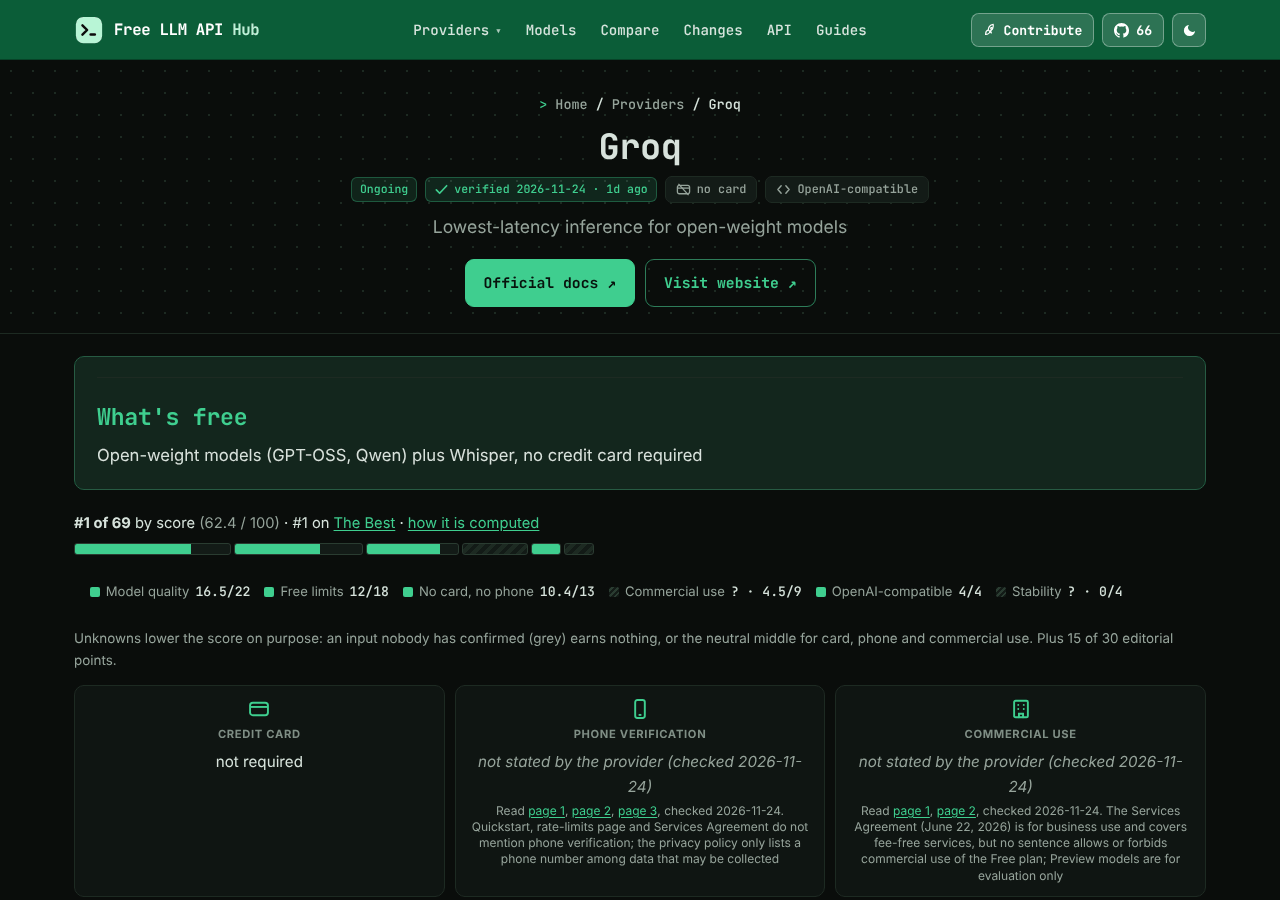 Free LLM API Hub
Providers ▾ Models Compare Changes API Guides
Contribute 66
> Home / Providers / Groq
Groq
Ongoing verified 2026-11-24 · 1d ago no card OpenAI-compatible
Lowest-latency inference for open-weight models
Official docs ↗ Visit website ↗
What's free
Open-weight models (GPT-OSS, Qwen) plus Whisper, no credit card required
#1 of 69 by score (62.4 / 100) · #1 on The Best · how it is computed
Model quality 16.5/22 Free limits 12/18 No card, no phone 10.4/13 Commercial use ? · 4.5/9 OpenAI-compatible 4/4 Stability ? · 0/4
Unknowns lower the score on purpose: an input nobody has confirmed (grey) earns nothing, or the neutral middle for card, phone and commercial use. Plus 15 of 30 editorial
points.
CREDIT CARD
not required
PHONE VERIFICATION
not stated by the provider (checked 2026-11-
24)
Read page 1, page 2, page 3, checked 2026-11-24.
Quickstart, rate-limits page and Services Agreement do not
mention phone verification; the privacy policy only lists a
phone number among data that may be collected
COMMERCIAL USE
not stated by the provider (checked 2026-11-
24)
Read page 1, page 2, checked 2026-11-24. The Services
Agreement (June 22, 2026) is for business use and covers
fee-free services, but no sentence allows or forbids
commercial use of the Free plan; Preview models are for
evaluation only